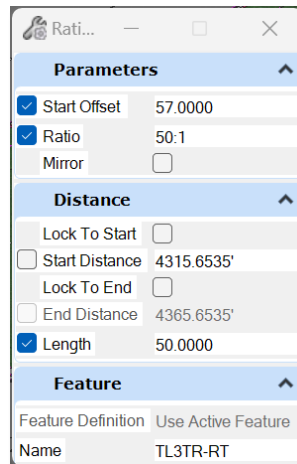 Rati...
Parameters
Start Offset 57.0000
Ratio 50:1
Mirror
Distance
Lock To Start
Start Distance 4315.6535'
Lock To End
End Distance 4365.6535'
Length 50.0000
Feature
Feature Definition Use Active Feature
Name TL3TR-RT